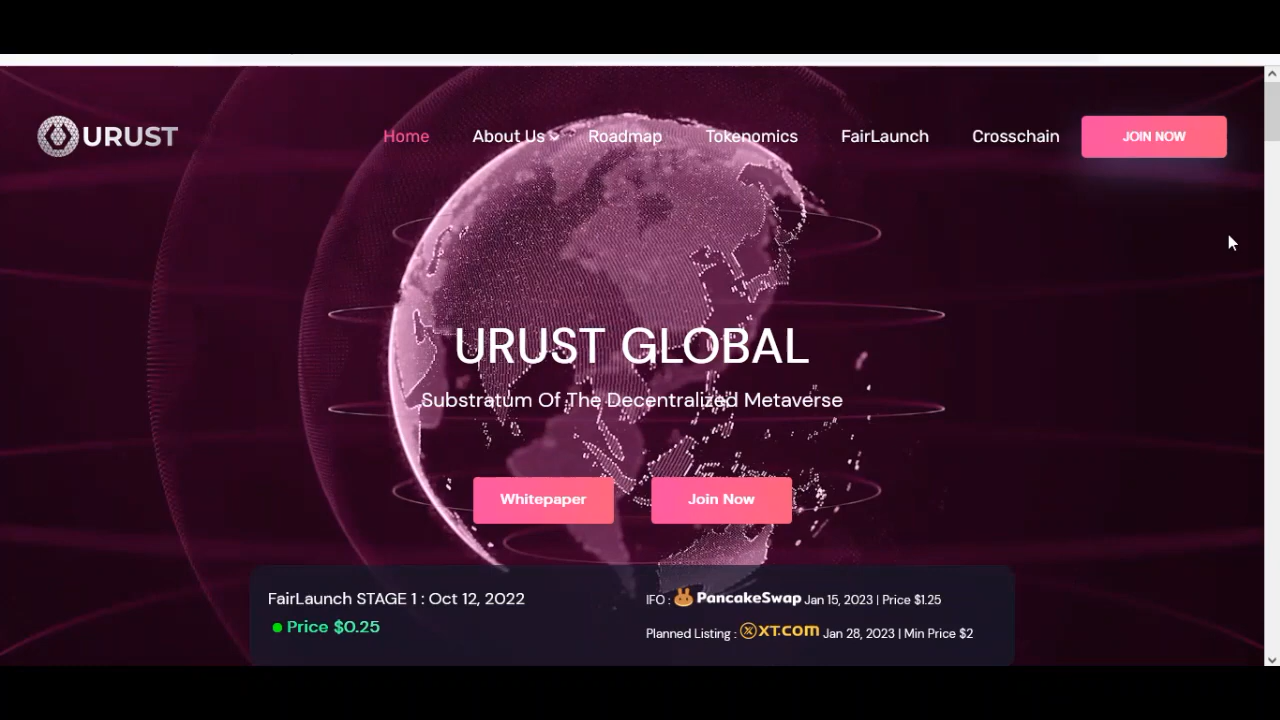 URUST
Home About Us Roadmap Tokenomics FairLaunch Crosschain JOIN NOW
URUST GLOBAL
Substratum Of The Decentralized Metaverse
Whitepaper Join Now
FairLaunch STAGE 1 : Oct 12, 2022
Price $0.25
IFO : PancakeSwap Jan 15, 2023 | Price $1.25
Planned Listing : XT.COM Jan 28, 2023 | Min Price $2